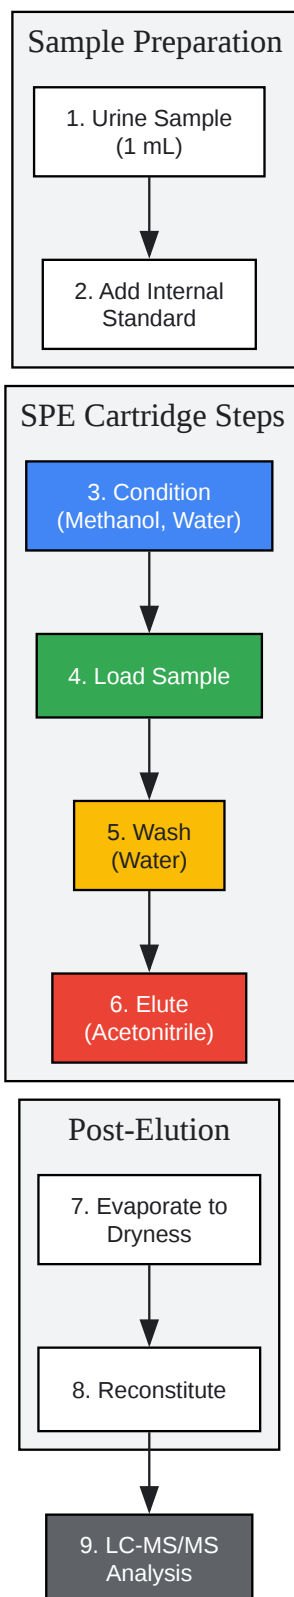 Sample Preparation
1. Urine Sample
(1 mL)
2. Add Internal
Standard
SPE Cartridge Steps
3. Condition
(Methanol, Water)
4. Load Sample
5. Wash
(Water)
6. Elute
(Acetonitrile)
Post-Elution
7. Evaporate to
Dryness
8. Reconstitute
9. LC-MS/MS
Analysis